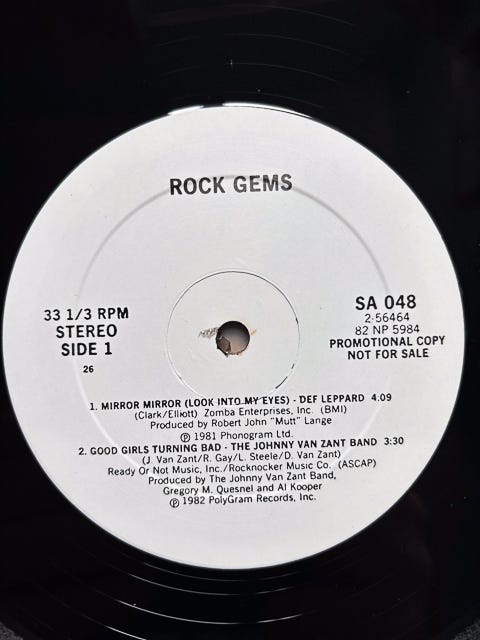 ROCK GEMS
33 1/3 RPM
STEREO
SIDE 1
26
SA 048
2-56464
82 NP 5984
PROMOTIONAL COPY
NOT FOR SALE
1. MIRROR MIRROR (LOOK INTO MY EYES) - DEF LEPPARD 4:09
(Clark/Elliott) Zomba Enterprises, Inc. (BMI)
Produced by Robert John "Mutt" Lange
℗ 1981 Phonogram Ltd.
2. GOOD GIRLS TURNING BAD - THE JOHNNY VAN ZANT BAND 3:30
(J. Van Zant/R. Gay/L. Steele/D. Van Zant)
Ready Or Not Music, Inc./Rocknocker Music Co. (ASCAP)
Produced by The Johnny Van Zant Band,
Gregory M. Quesnel and Al Kooper
℗ 1982 PolyGram Records, Inc.